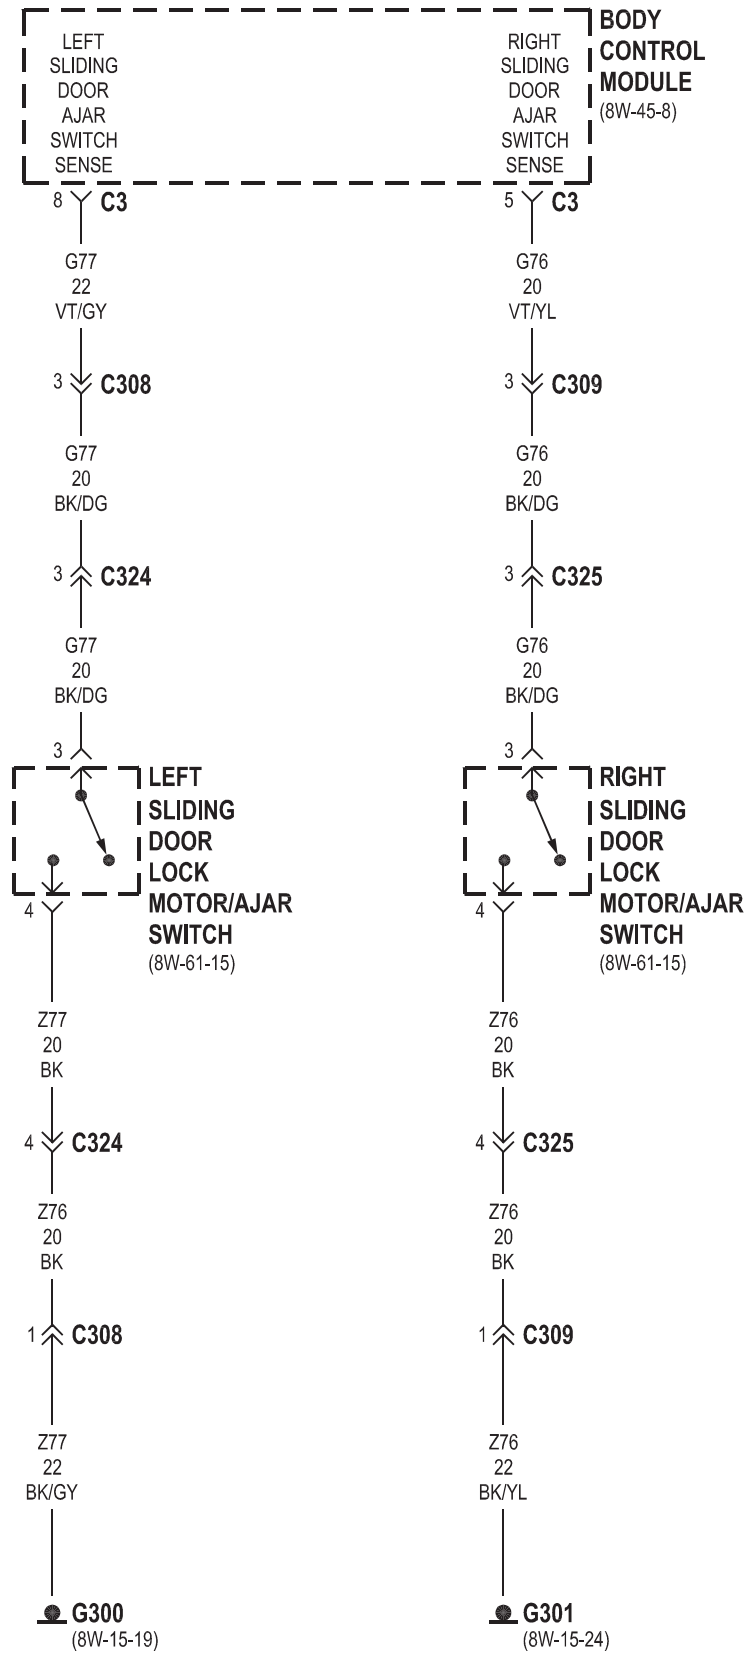 BODY
CONTROL
MODULE
(8W-45-8)
LEFT
SLIDING
DOOR
AJAR
SWITCH
SENSE
RIGHT
SLIDING
DOOR
AJAR
SWITCH
SENSE
8 C3
5 C3
G77
22
VT/GY
G76
20
VT/YL
3 C308
3 C309
G77
20
BK/DG
G76
20
BK/DG
3 C324
3 C325
G77
20
BK/DG
G76
20
BK/DG
3
3
LEFT
SLIDING
DOOR
LOCK
MOTOR/AJAR
SWITCH
(8W-61-15)
RIGHT
SLIDING
DOOR
LOCK
MOTOR/AJAR
SWITCH
(8W-61-15)
4
4
Z77
20
BK
Z76
20
BK
4 C324
4 C325
Z76
20
BK
Z76
20
BK
1 C308
1 C309
Z77
22
BK/GY
Z76
22
BK/YL
G300
(8W-15-19)
G301
(8W-15-24)